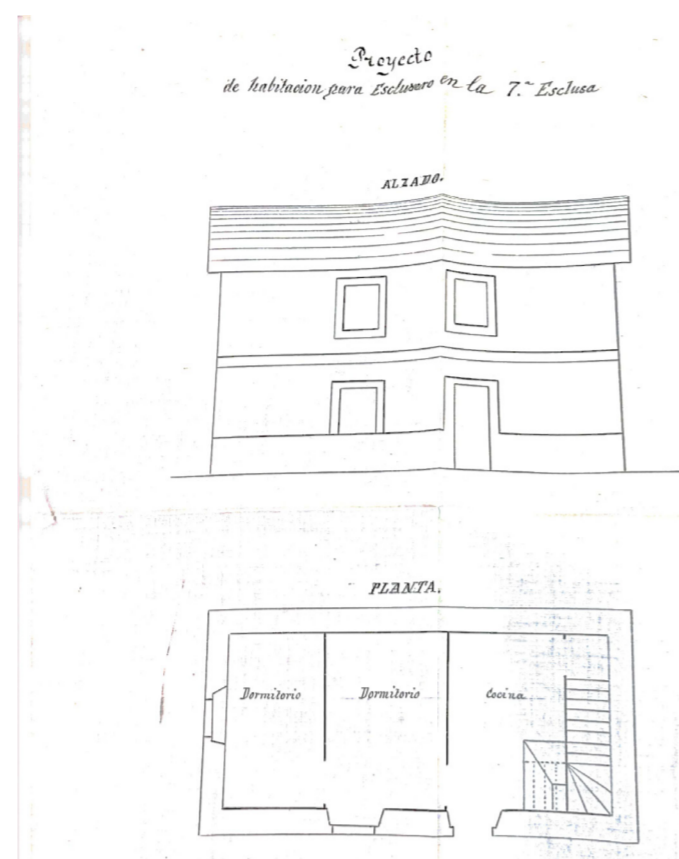 Proyecto
de habitacion para Esclusero en la 7.ª Esclusa
ALZADO.
PLANTA.
Dormitorio
Dormitorio
Cocina